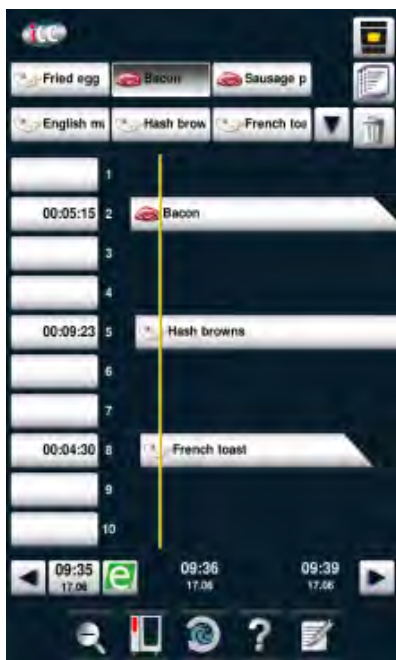 icc
Fried egg Bacon Sausage p
English mu Hash brow French toa
1
00:05:15 2 Bacon
3
4
00:09:23 5 Hash browns
6
7
00:04:30 8 French toast
9
10
09:35 e 09:36 09:39
17.06 17.06 17.06
?